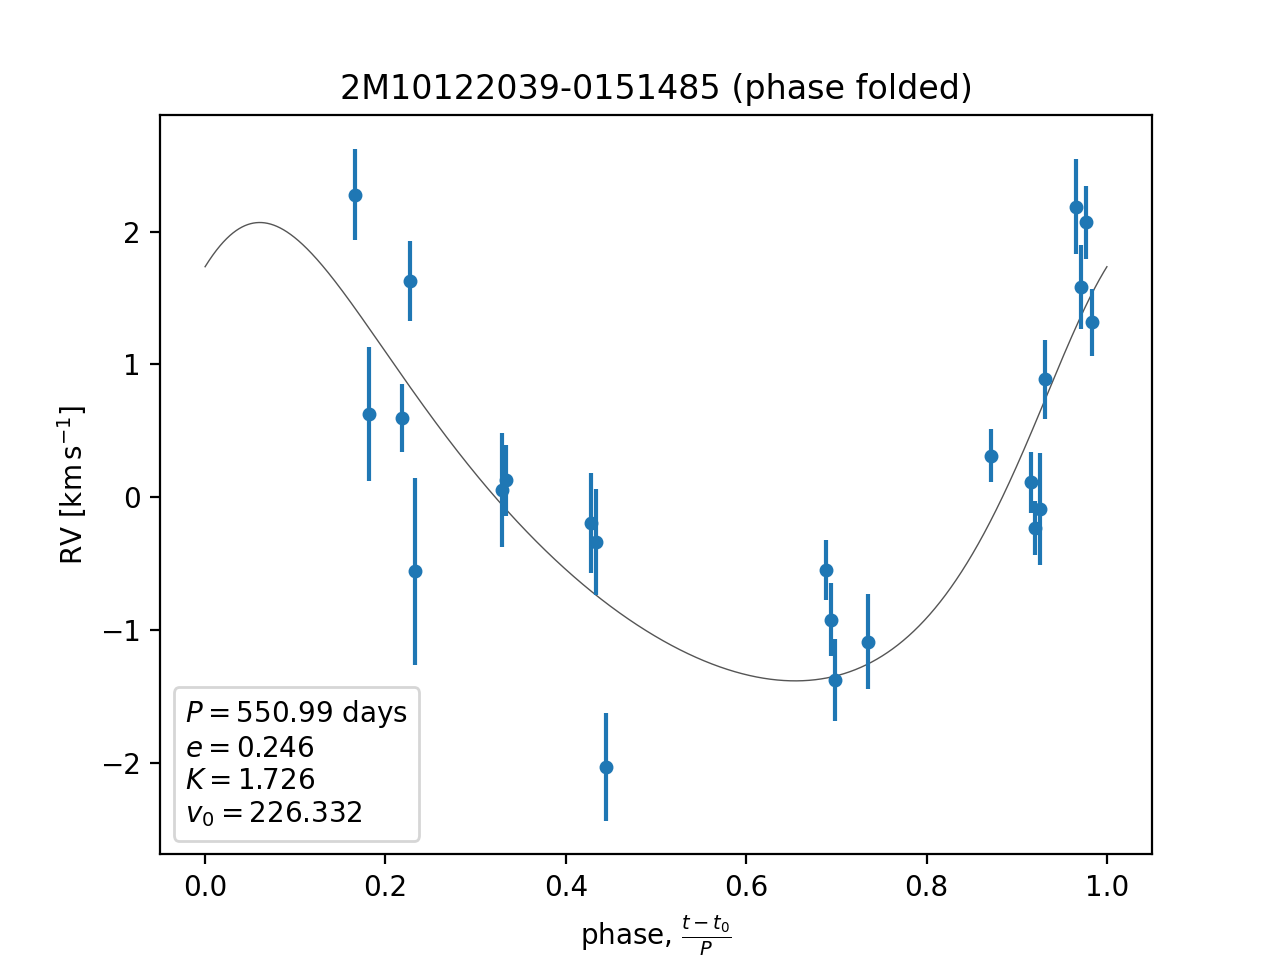 2M10122039-0151485 (phase folded)
RV [km s⁻¹]
2
1
0
−1
−2
P = 550.99 days
e = 0.246
K = 1.726
v₀ = 226.332
0.0 0.2 0.4 0.6 0.8 1.0
phase, (t − t₀)/P